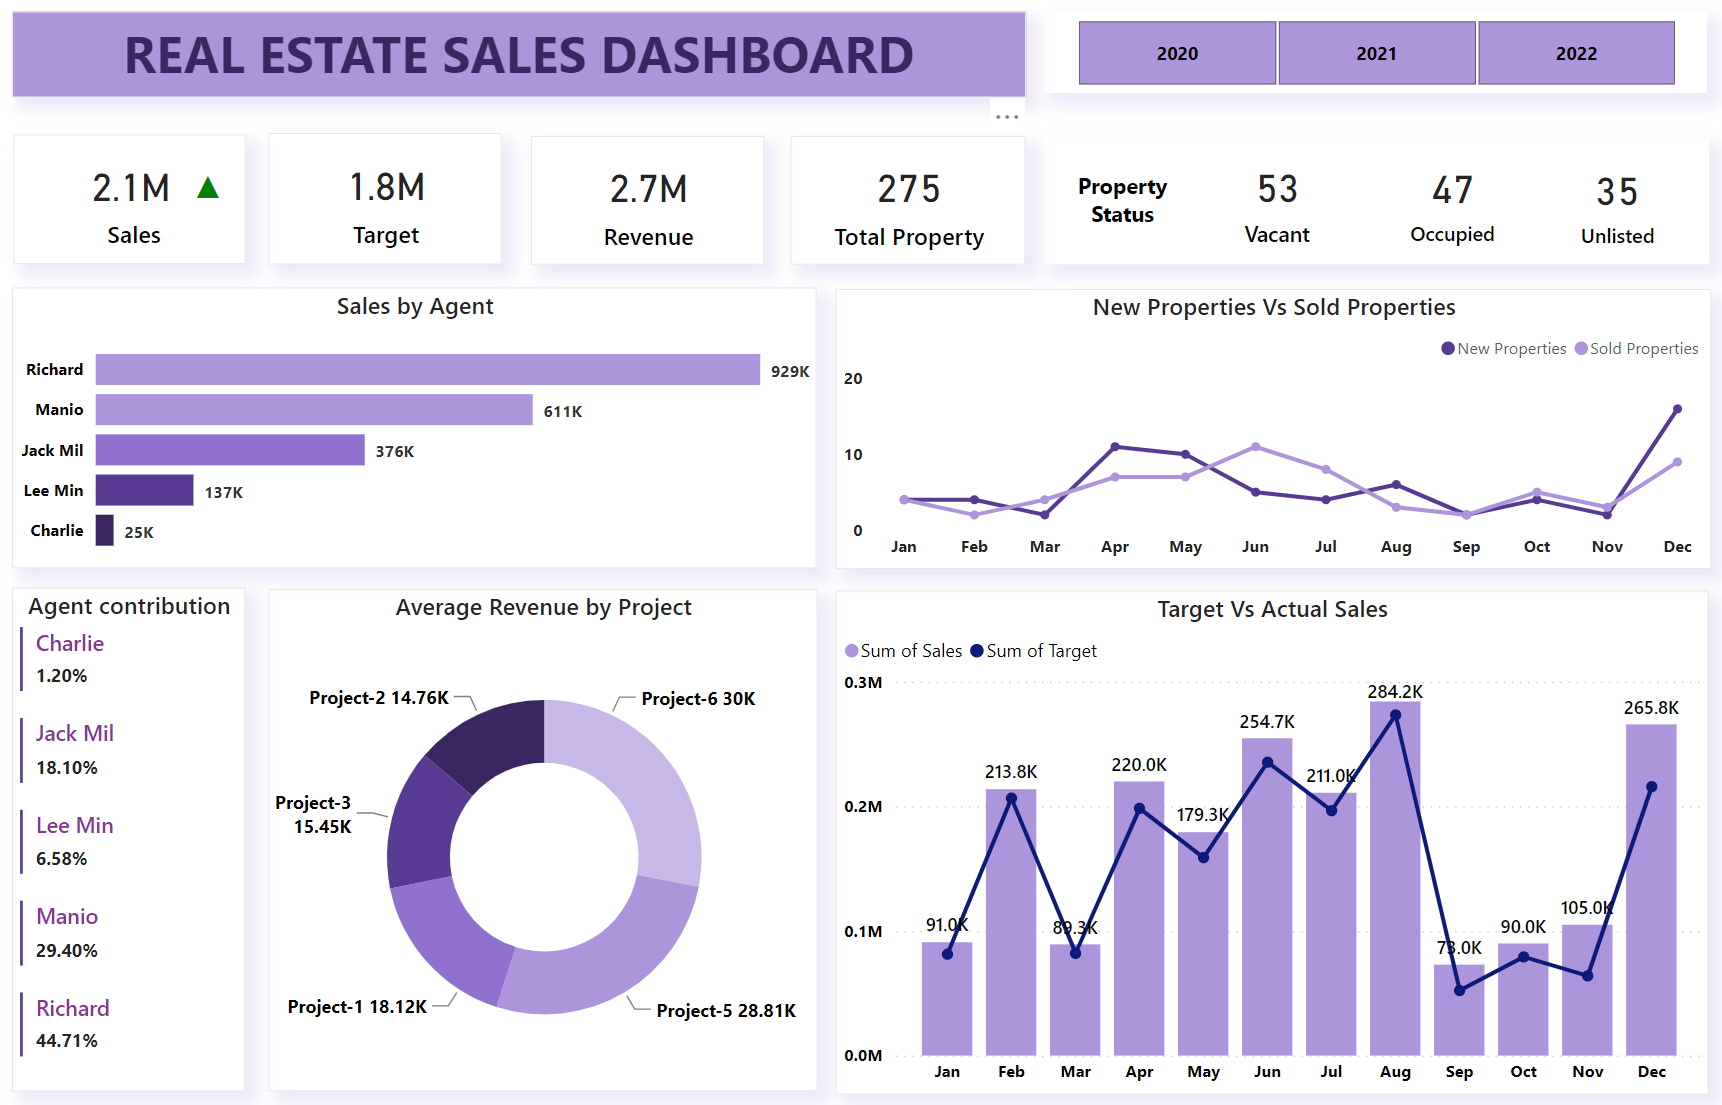 REAL ESTATE SALES DASHBOARD
2020
2021
2022
...
2.1M
Sales
1.8M
Target
2.7M
Revenue
275
Total Property
Property
Status
53
Vacant
47
Occupied
35
Unlisted
Sales by Agent
Richard 929K
Manio 611K
Jack Mil 376K
Lee Min 137K
Charlie 25K
New Properties Vs Sold Properties
New Properties Sold Properties
20
10
0
Jan Feb Mar Apr May Jun Jul Aug Sep Oct Nov Dec
Agent contribution
Charlie
1.20%
Jack Mil
18.10%
Lee Min
6.58%
Manio
29.40%
Richard
44.71%
Average Revenue by Project
Project-2 14.76K
Project-6 30K
Project-3
15.45K
Project-1 18.12K
Project-5 28.81K
Target Vs Actual Sales
Sum of Sales Sum of Target
0.3M
0.2M
0.1M
0.0M
91.0K
213.8K
89.3K
220.0K
179.3K
254.7K
211.0K
284.2K
73.0K
90.0K
105.0K
265.8K
Jan Feb Mar Apr May Jun Jul Aug Sep Oct Nov Dec